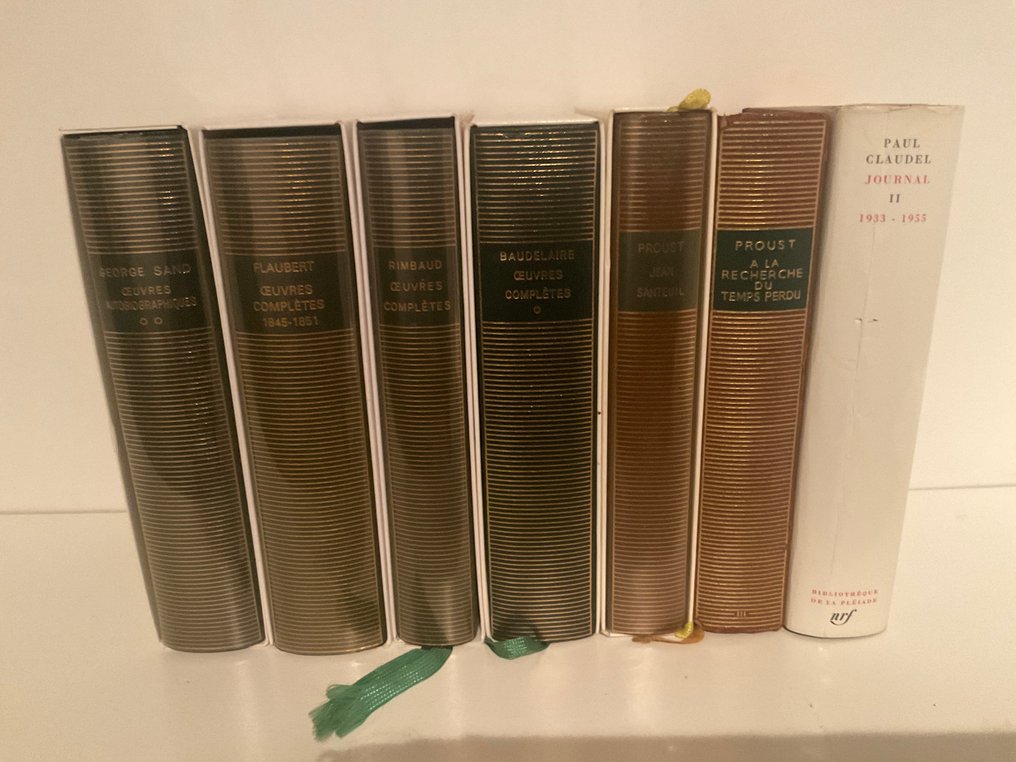 GEORGE SAND
ŒUVRES
AUTOBIOGRAPHIQUES
FLAUBERT
ŒUVRES
COMPLÈTES
1845-1851
RIMBAUD
ŒUVRES
COMPLÈTES
BAUDELAIRE
ŒUVRES
COMPLÈTES
PROUST
JEAN
SANTEUIL
PROUST
A LA
RECHERCHE
DU
TEMPS PERDU
III
PAUL
CLAUDEL
JOURNAL
II
1933 - 1955
BIBLIOTHÈQUE
DE LA PLÉIADE
nrf